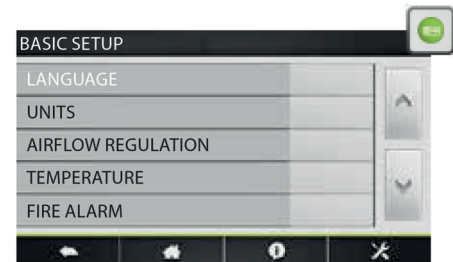 BASIC SETUP
LANGUAGE
UNITS
AIRFLOW REGULATION
TEMPERATURE
FIRE ALARM